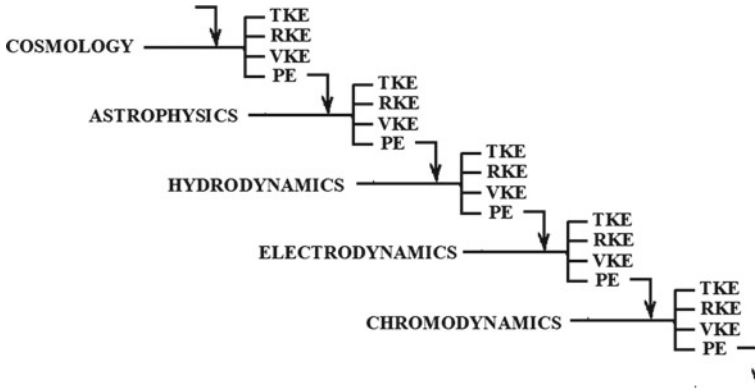 TKE
RKE
COSMOLOGY
VKE
PE
TKE
RKE
ASTROPHYSICS
VKE
PE
TKE
RKE
HYDRODYNAMICS
VKE
PE
TKE
RKE
ELECTRODYNAMICS
VKE
PE
TKE
RKE
CHROMODYNAMICS
VKE
PE